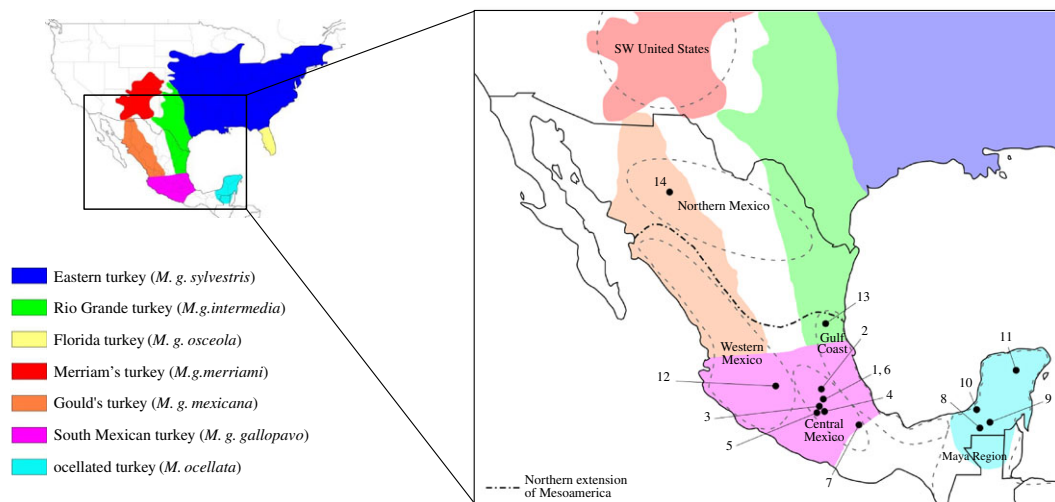 Eastern turkey (M. g. sylvestris)
Rio Grande turkey (M.g.intermedia)
Florida turkey (M. g. osceola)
Merriam's turkey (M.g.merriami)
Gould's turkey (M. g. mexicana)
South Mexican turkey (M. g. gallopavo)
ocellated turkey (M. ocellata)
SW United States
14
Northern Mexico
13
2
Gulf
Coast
Western
Mexico
11
12
1, 6
10
4
8
9
3
Central
Mexico
5
Maya Region
7
Northern extension
of Mesoamerica